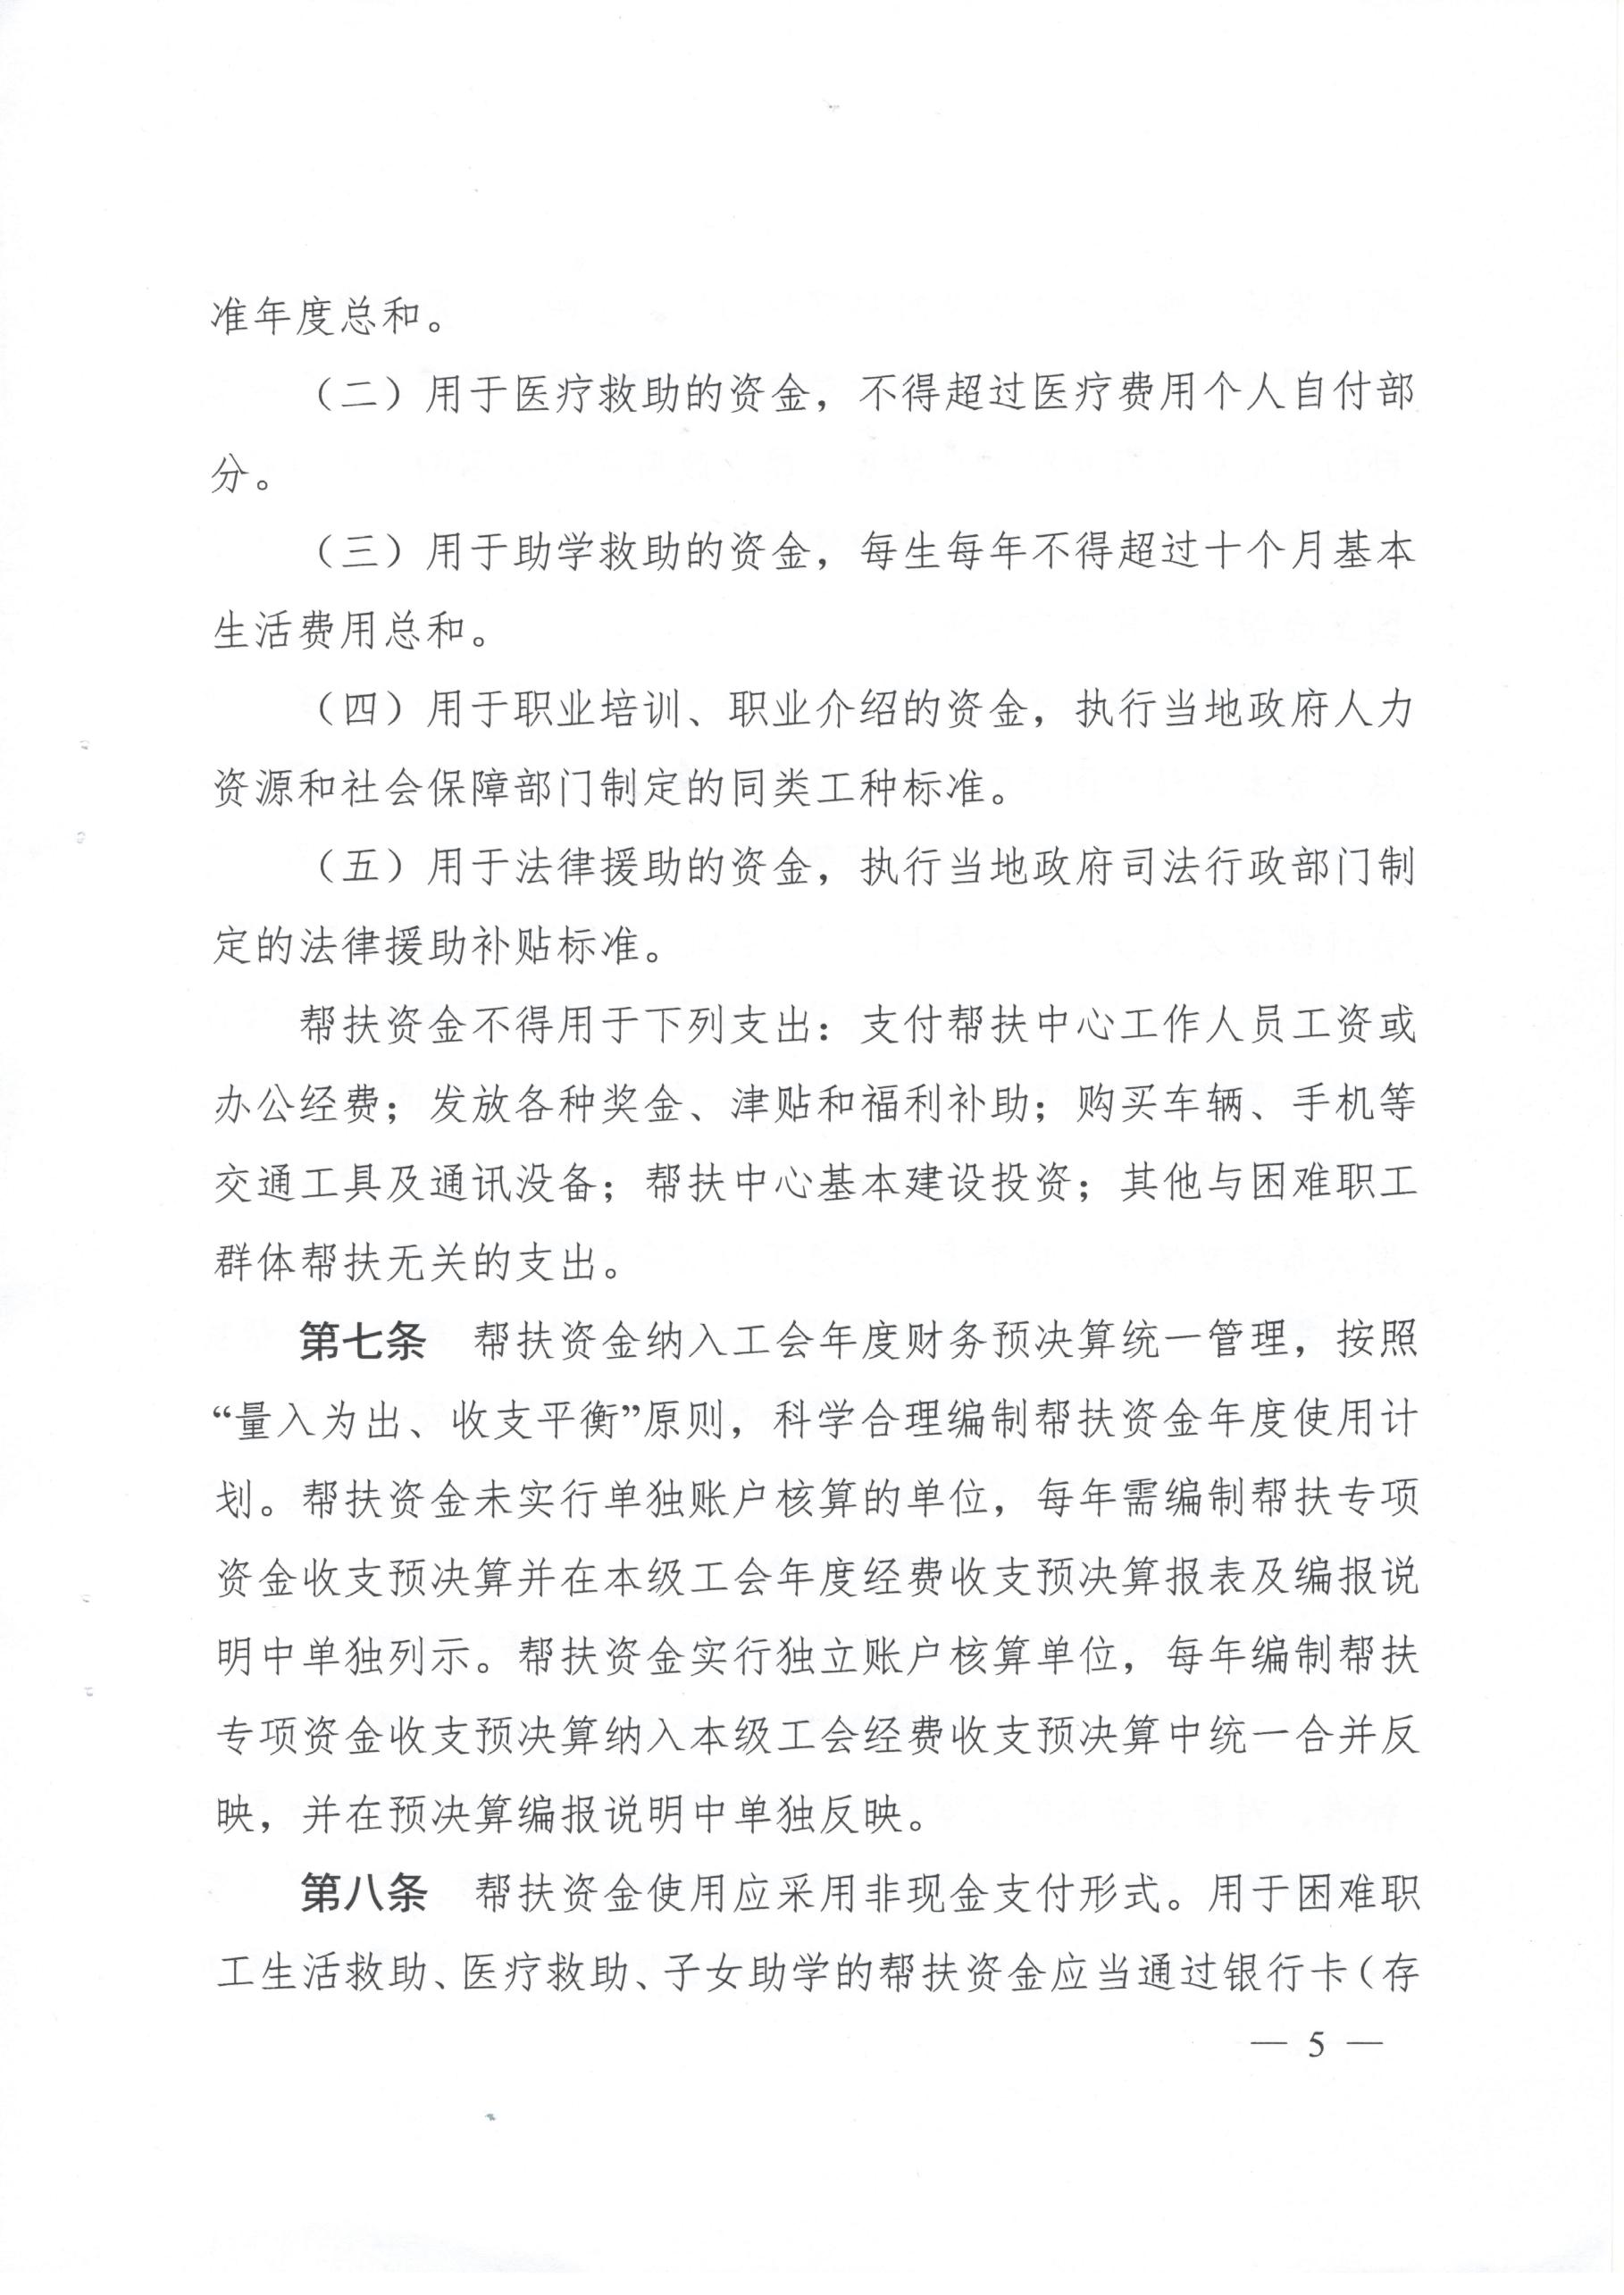 准年度总和。
（二）用于医疗救助的资金，不得超过医疗费用个人自付部
分。
（三）用于助学救助的资金，每生每年不得超过十个月基本
生活费用总和。
（四）用于职业培训、职业介绍的资金，执行当地政府人力
资源和社会保障部门制定的同类工种标准。
（五）用于法律援助的资金，执行当地政府司法行政部门制
定的法律援助补贴标准。
帮扶资金不得用于下列支出：支付帮扶中心工作人员工资或
办公经费；发放各种奖金、津贴和福利补助；购买车辆、手机等
交通工具及通讯没备；帮扶中心基本建设投资；其他与困难职工
群体帮扶无关的支出。
第七条 帮扶资金纳入工会年度财务预决算统一管理，按照
“量入为出、收支平衡”原则，科学合理编制帮扶资金年度使用计
划。帮扶资金未实行单独账户核算的单位，每年需编制帮扶专项
资金收支预决算并在本级工会年度经费收支预决算报表及编报说
明中单独列示。帮扶资金实行独立账户核算单位，每年编制帮扶
专项资金收支预决算纳入本级工会经费收支预决算中统一合并反
映，并在预决算编报说明中单独反映。
第八条 帮扶资金使用应采用非现金支付形式。用于困难职
工生活救助、医疗救助、子女助学的帮扶资金应当通过银行卡（存
— 5 —